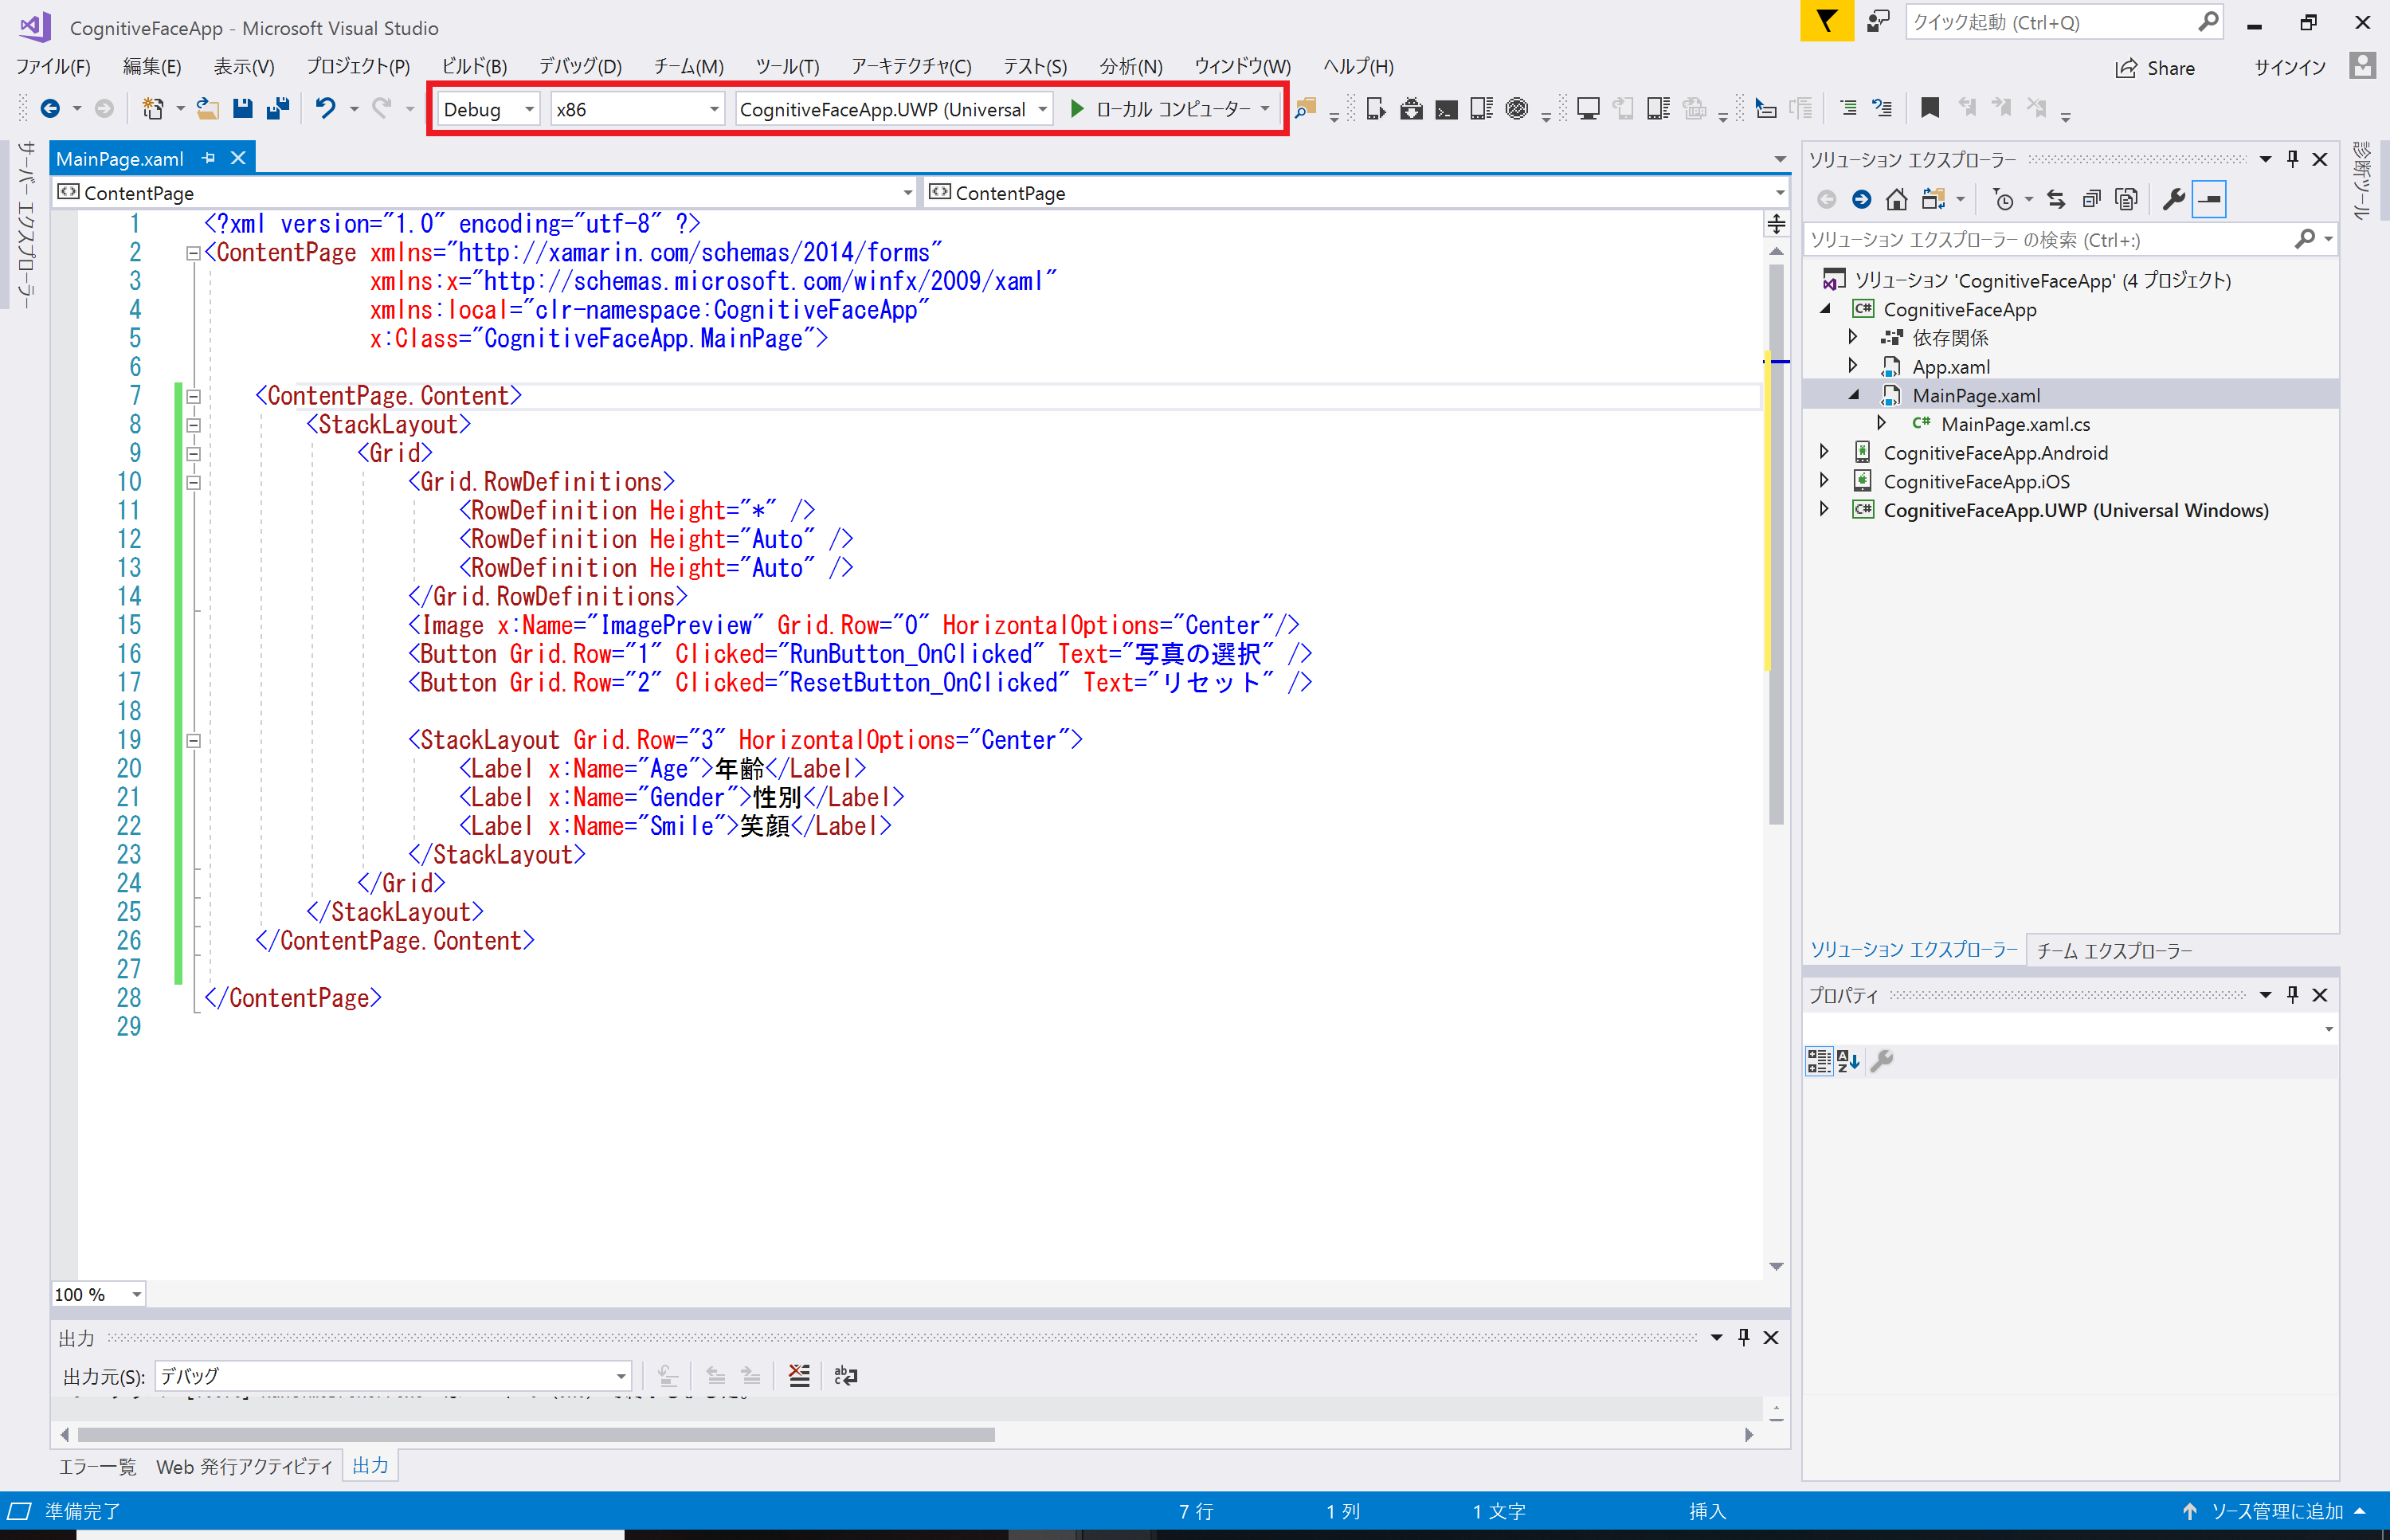 CognitiveFaceApp - Microsoft Visual Studio
クイック起動 (Ctrl+Q)
ファイル(F) 編集(E) 表示(V) プロジェクト(P) ビルド(B) デバッグ(D) チーム(M) ツール(T) アーキテクチャ(C) テスト(S) 分析(N) ウィンドウ(W) ヘルプ(H) Share サインイン
Debug x86 CognitiveFaceApp.UWP (Universal ローカル コンピューター
サーバー エクスプローラー
MainPage.xaml
ContentPage ContentPage
1 <?xml version="1.0" encoding="utf-8" ?>
2 <ContentPage xmlns="http://xamarin.com/schemas/2014/forms"
3 xmlns:x="http://schemas.microsoft.com/winfx/2009/xaml"
4 xmlns:local="clr-namespace:CognitiveFaceApp"
5 x:Class="CognitiveFaceApp.MainPage">
6
7 <ContentPage.Content>
8 <StackLayout>
9 <Grid>
10 <Grid.RowDefinitions>
11 <RowDefinition Height="*" />
12 <RowDefinition Height="Auto" />
13 <RowDefinition Height="Auto" />
14 </Grid.RowDefinitions>
15 <Image x:Name="ImagePreview" Grid.Row="0" HorizontalOptions="Center"/>
16 <Button Grid.Row="1" Clicked="RunButton_OnClicked" Text="写真の選択" />
17 <Button Grid.Row="2" Clicked="ResetButton_OnClicked" Text="リセット" />
18
19 <StackLayout Grid.Row="3" HorizontalOptions="Center">
20 <Label x:Name="Age">年齢</Label>
21 <Label x:Name="Gender">性別</Label>
22 <Label x:Name="Smile">笑顔</Label>
23 </StackLayout>
24 </Grid>
25 </StackLayout>
26 </ContentPage.Content>
27
28 </ContentPage>
29
100 %
出力
出力元(S): デバッグ
エラー一覧 Web 発行アクティビティ 出力
ソリューション エクスプローラー
ソリューション エクスプローラー の検索 (Ctrl+:)
ソリューション 'CognitiveFaceApp' (4 プロジェクト)
C# CognitiveFaceApp
依存関係
App.xaml
MainPage.xaml
C# MainPage.xaml.cs
CognitiveFaceApp.Android
CognitiveFaceApp.iOS
C# CognitiveFaceApp.UWP (Universal Windows)
ソリューション エクスプローラー チーム エクスプローラー
プロパティ
診断ツール
準備完了 7 行 1 列 1 文字 挿入 ソース管理に追加